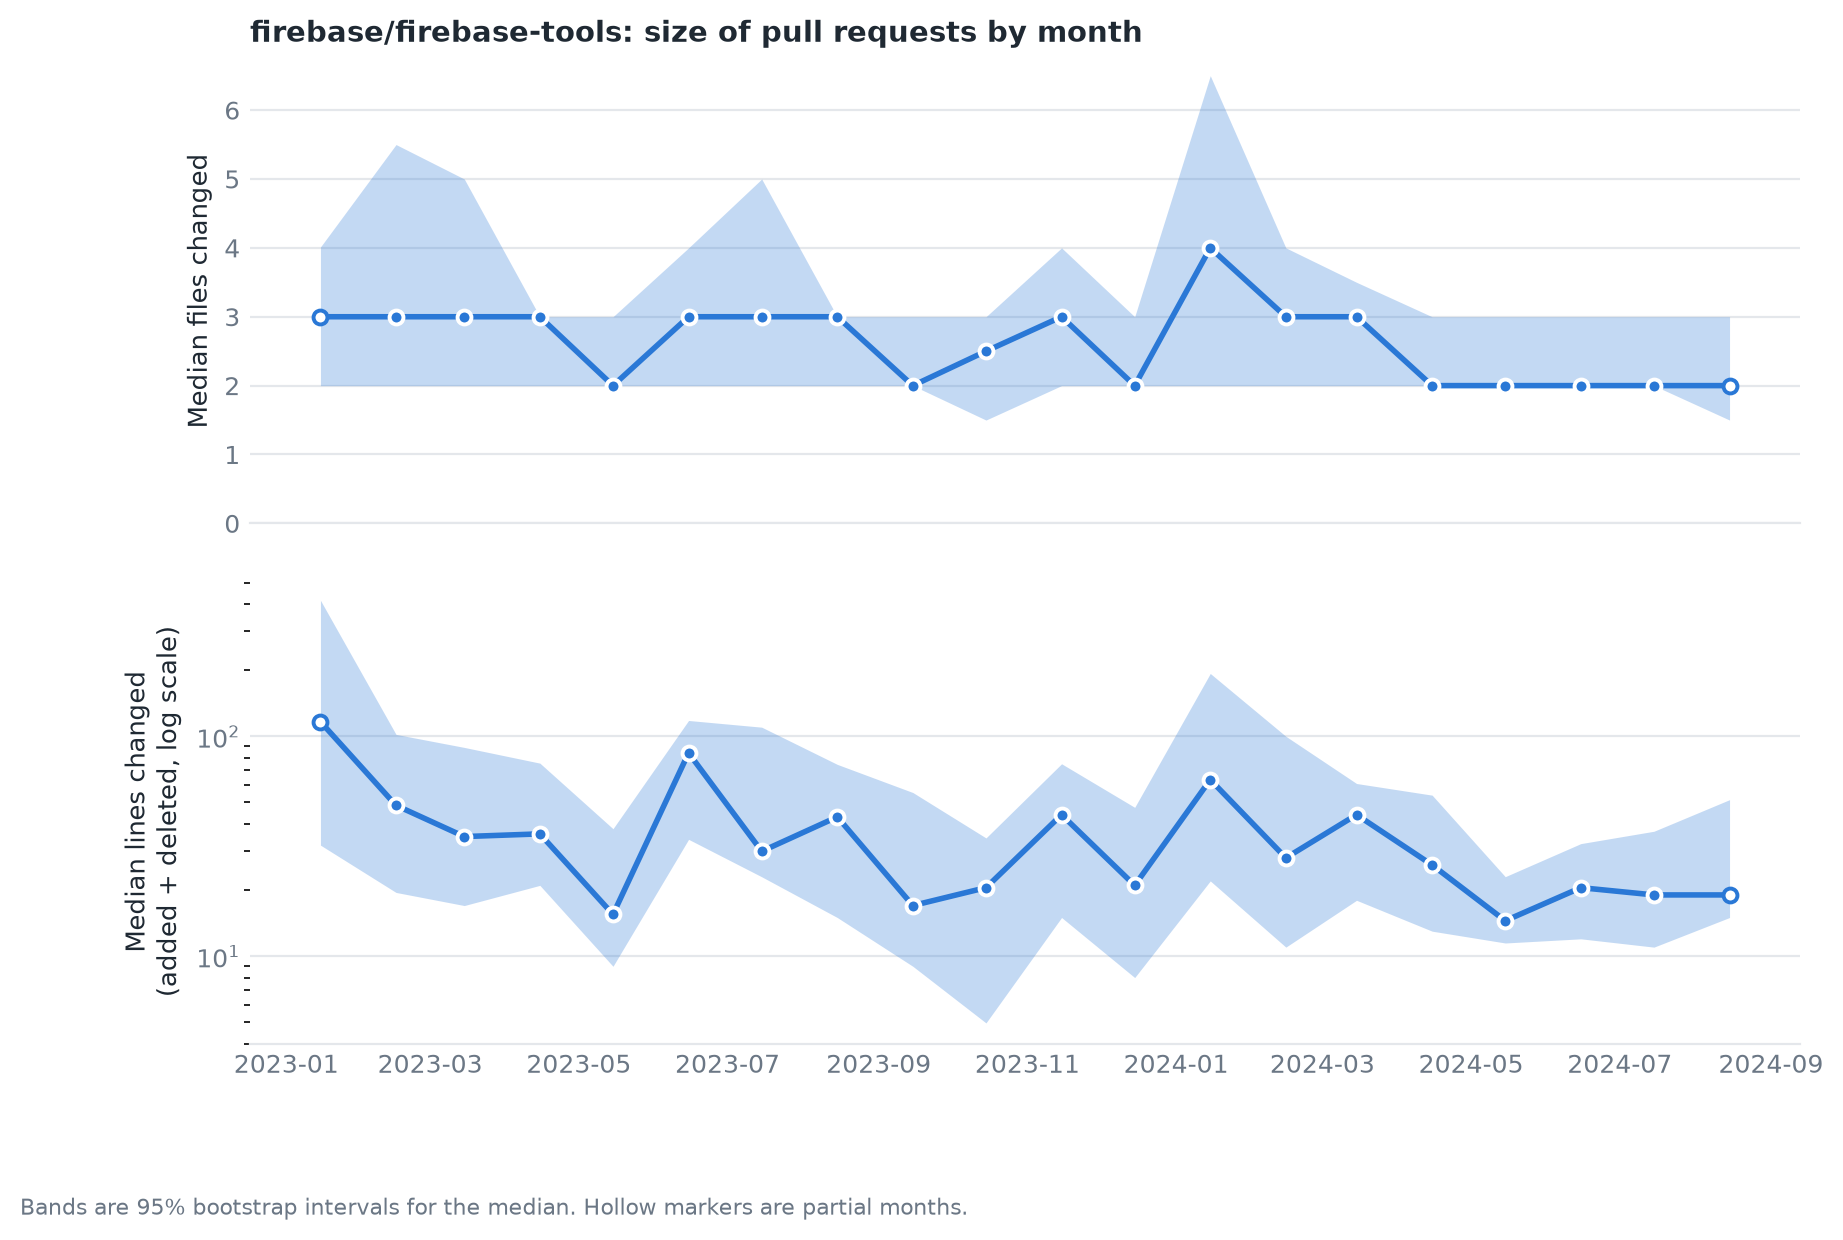 firebase/firebase-tools: size of pull requests by month
Median files changed
6
5
4
3
2
1
0
Median lines changed
(added + deleted, log scale)
10²
10¹
2023-01 2023-03 2023-05 2023-07 2023-09 2023-11 2024-01 2024-03 2024-05 2024-07 2024-09
Bands are 95% bootstrap intervals for the median. Hollow markers are partial months.